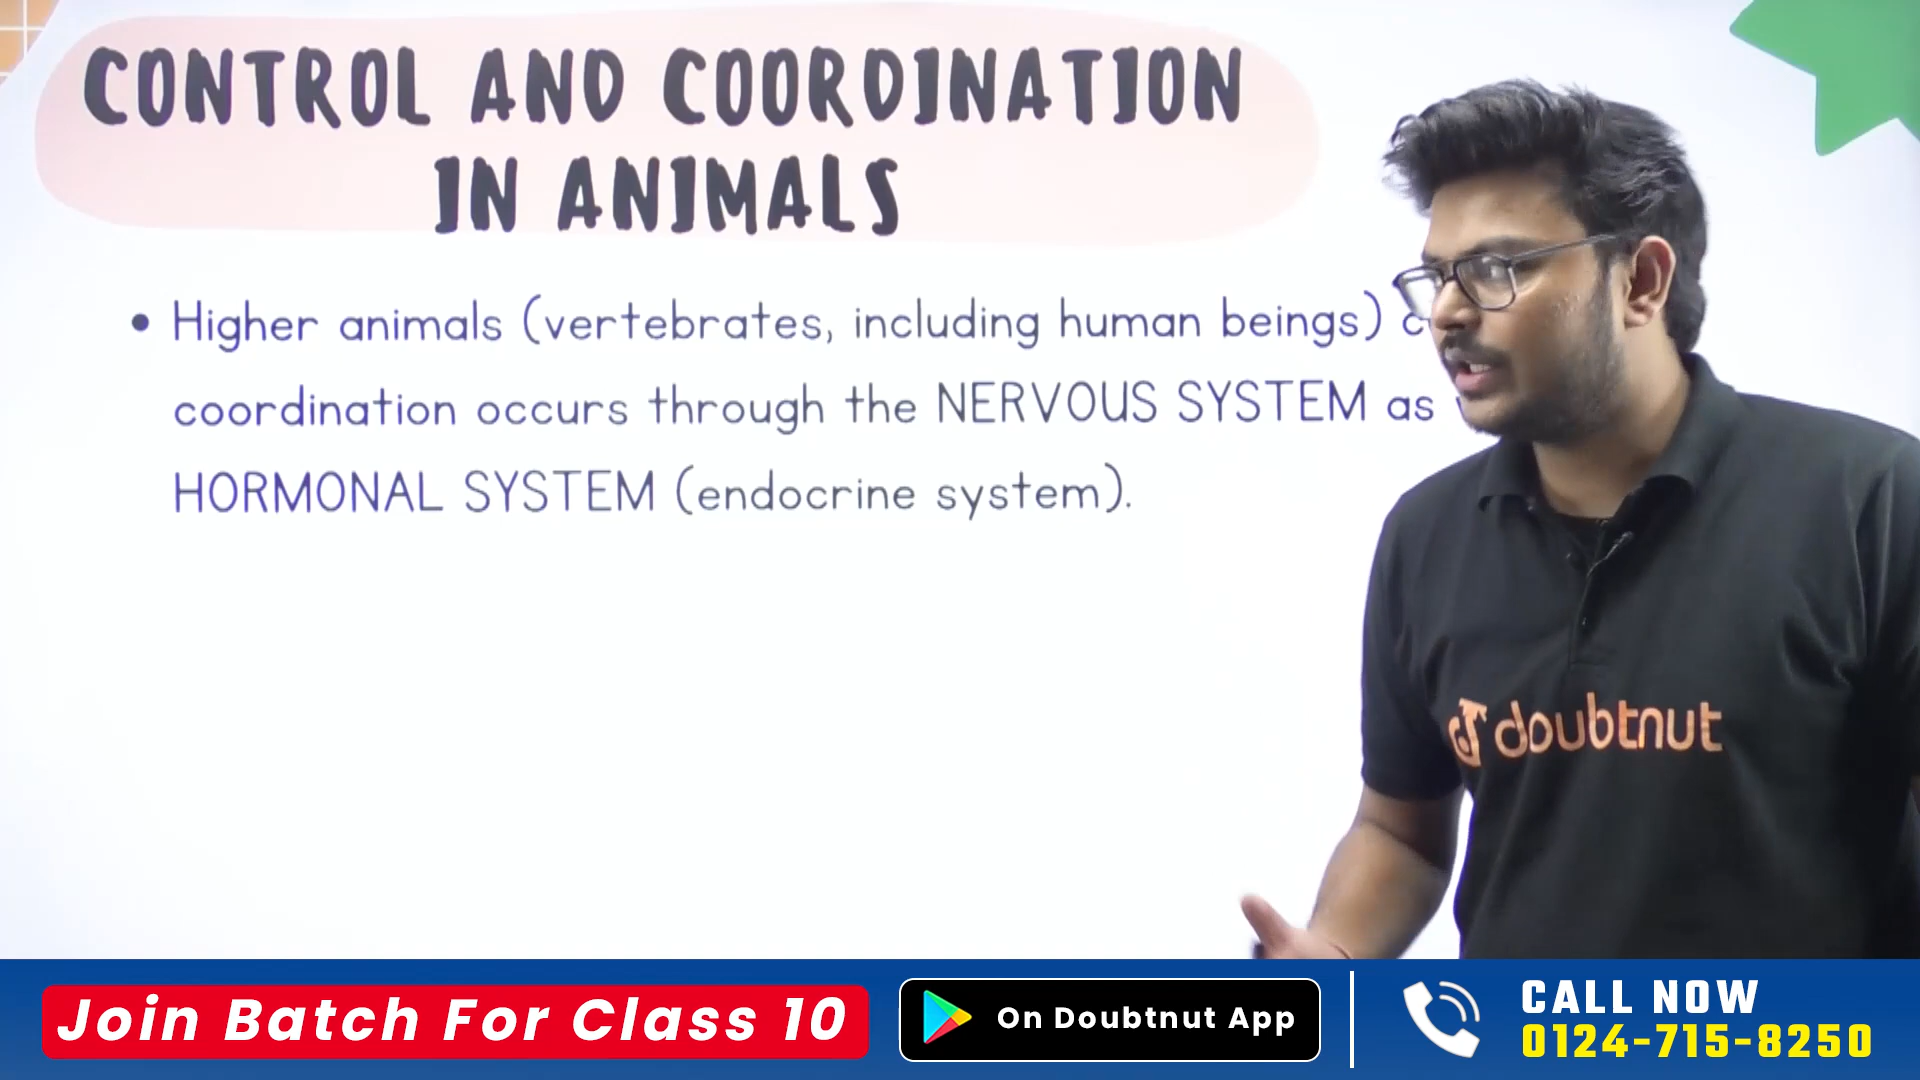 CONTROL AND COORDINATION
IN ANIMALS
• Higher animals (vertebrates, including human beings)
coordination occurs through the NERVOUS SYSTEM as
HORMONAL SYSTEM (endocrine system).
doubtnut
Join Batch For Class 10
On Doubtnut App
CALL NOW
0124-715-8250